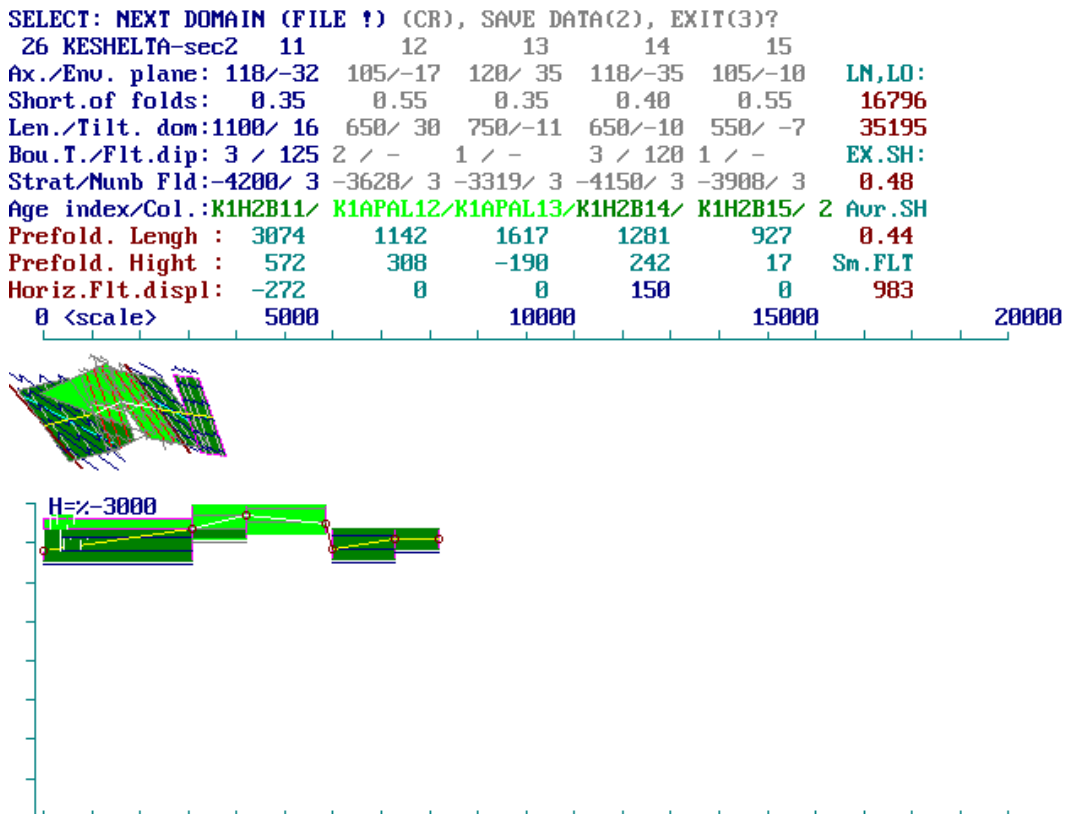 SELECT: NEXT DOMAIN (FILE !) (CR), SAVE DATA(2), EXIT(3)?
26 KESHELTA-sec2 11 12 13 14 15
Ax./Env. plane: 118/-32 105/-17 120/ 35 118/-35 105/-10 LN,LO:
Short.of folds: 0.35 0.55 0.35 0.40 0.55 16796
Len./Tilt. dom:1100/ 16 650/ 30 750/-11 650/-10 550/ -7 35195
Bou.T./Flt.dip: 3 / 125 2 / - 1 / - 3 / 120 1 / - EX.SH:
Strat/Nunb Fld:-4200/ 3 -3628/ 3 -3319/ 3 -4150/ 3 -3908/ 3 0.48
Age index/Col.:K1H2B11/ K1APAL12/K1APAL13/K1H2B14/ K1H2B15/ 2 Avr.SH
Prefold. Lengh : 3074 1142 1617 1281 927 0.44
Prefold. Hight : 572 308 -190 242 17 Sm.FLT
Horiz.Flt.displ: -272 0 0 150 0 983
0 <scale> 5000 10000 15000 20000
H=%-3000